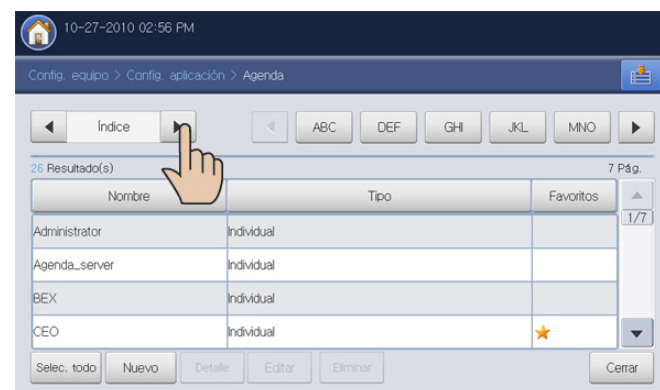 10-27-2010 02:56 PM
Config. equipo > Config. aplicación > Agenda
Índice ABC DEF GHI JKL MNO
26 Resultado(s) 7 Pág.
Nombre Tipo Favoritos
1/7
Administrator Individual
Agenda_server Individual
BEX Individual
CEO Individual
Selec. todo Nuevo Detalle Editar Eliminar Cerrar